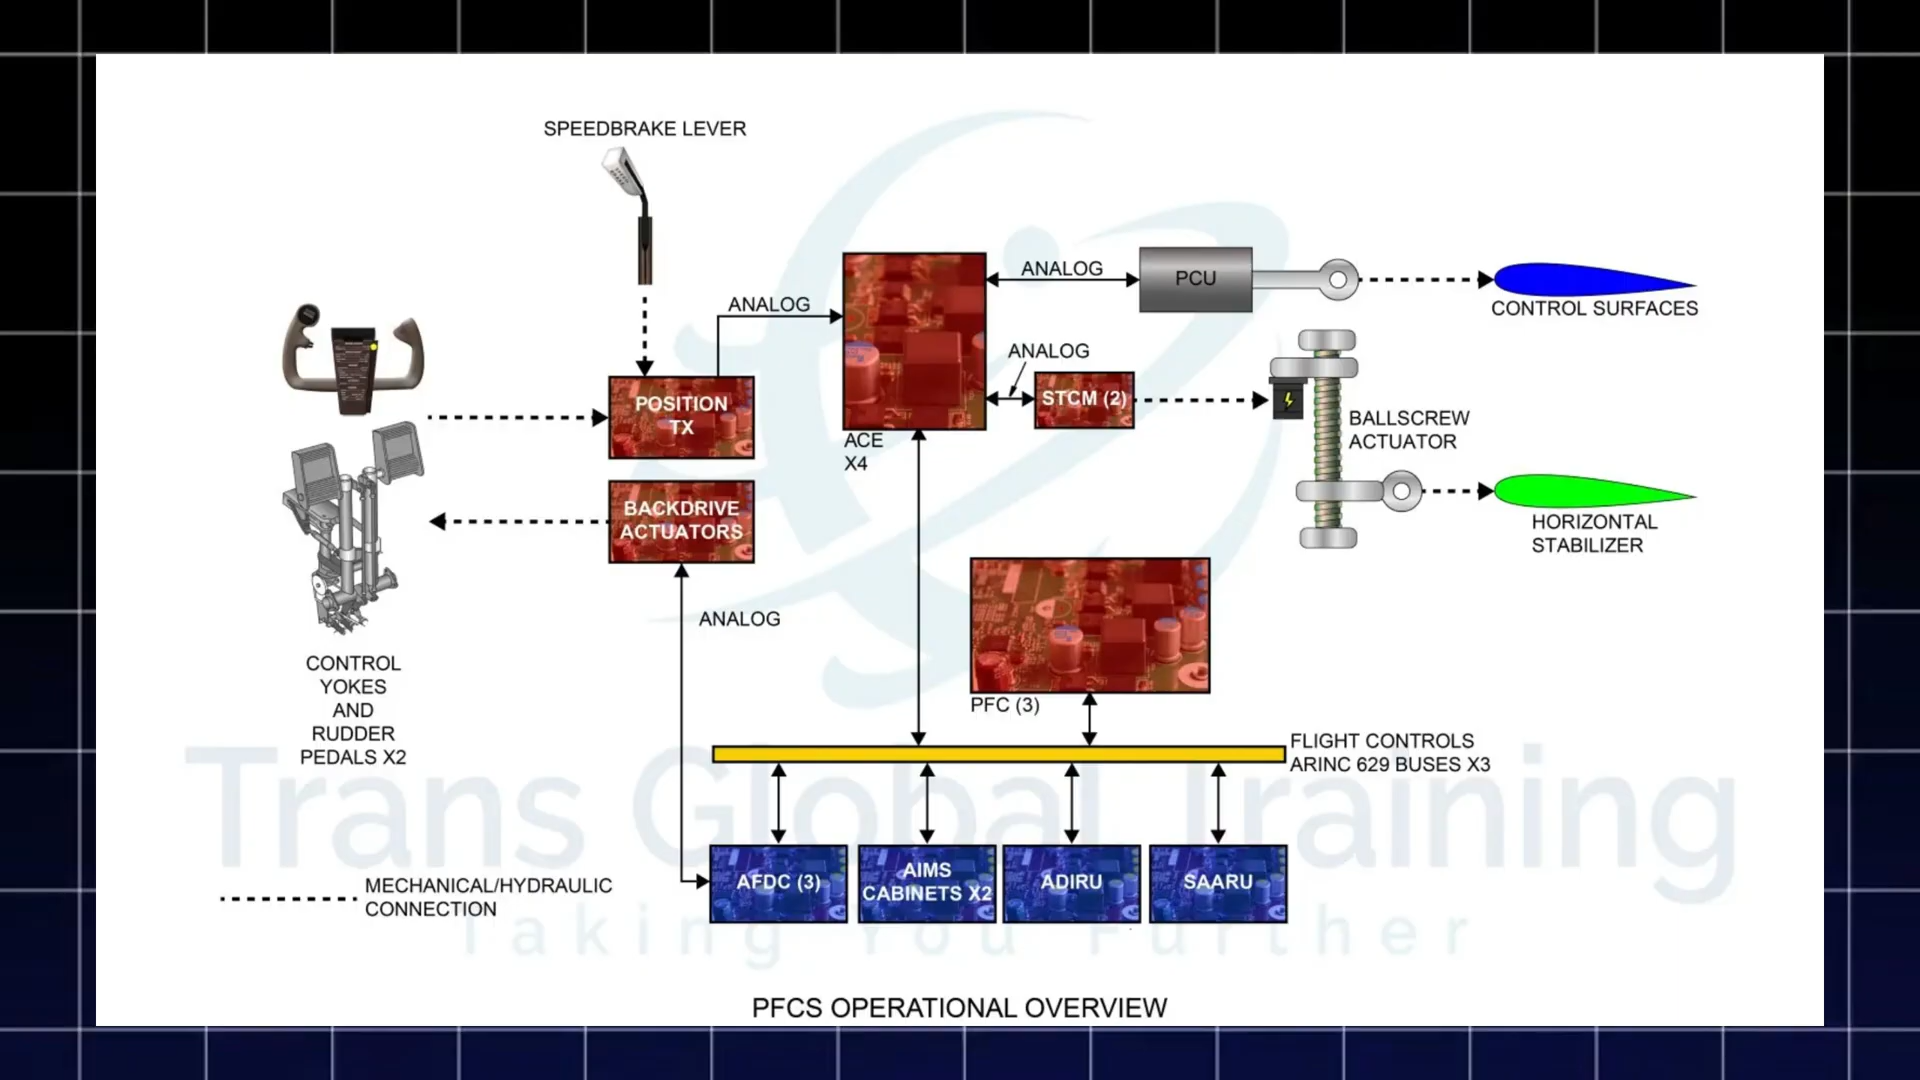 SPEEDBRAKE LEVER
ANALOG
ANALOG
PCU
CONTROL SURFACES
ANALOG
STCM (2)
POSITION
TX
ACE
X4
BALLSCREW
ACTUATOR
BACKDRIVE
ACTUATORS
HORIZONTAL
STABILIZER
ANALOG
CONTROL
YOKES
AND
RUDDER
PEDALS X2
PFC (3)
FLIGHT CONTROLS
ARINC 629 BUSES X3
Trans Global Training
AFDC (3)
AIMS
CABINETS X2
ADIRU
SAARU
MECHANICAL/HYDRAULIC
CONNECTION
Taking You Further
PFCS OPERATIONAL OVERVIEW